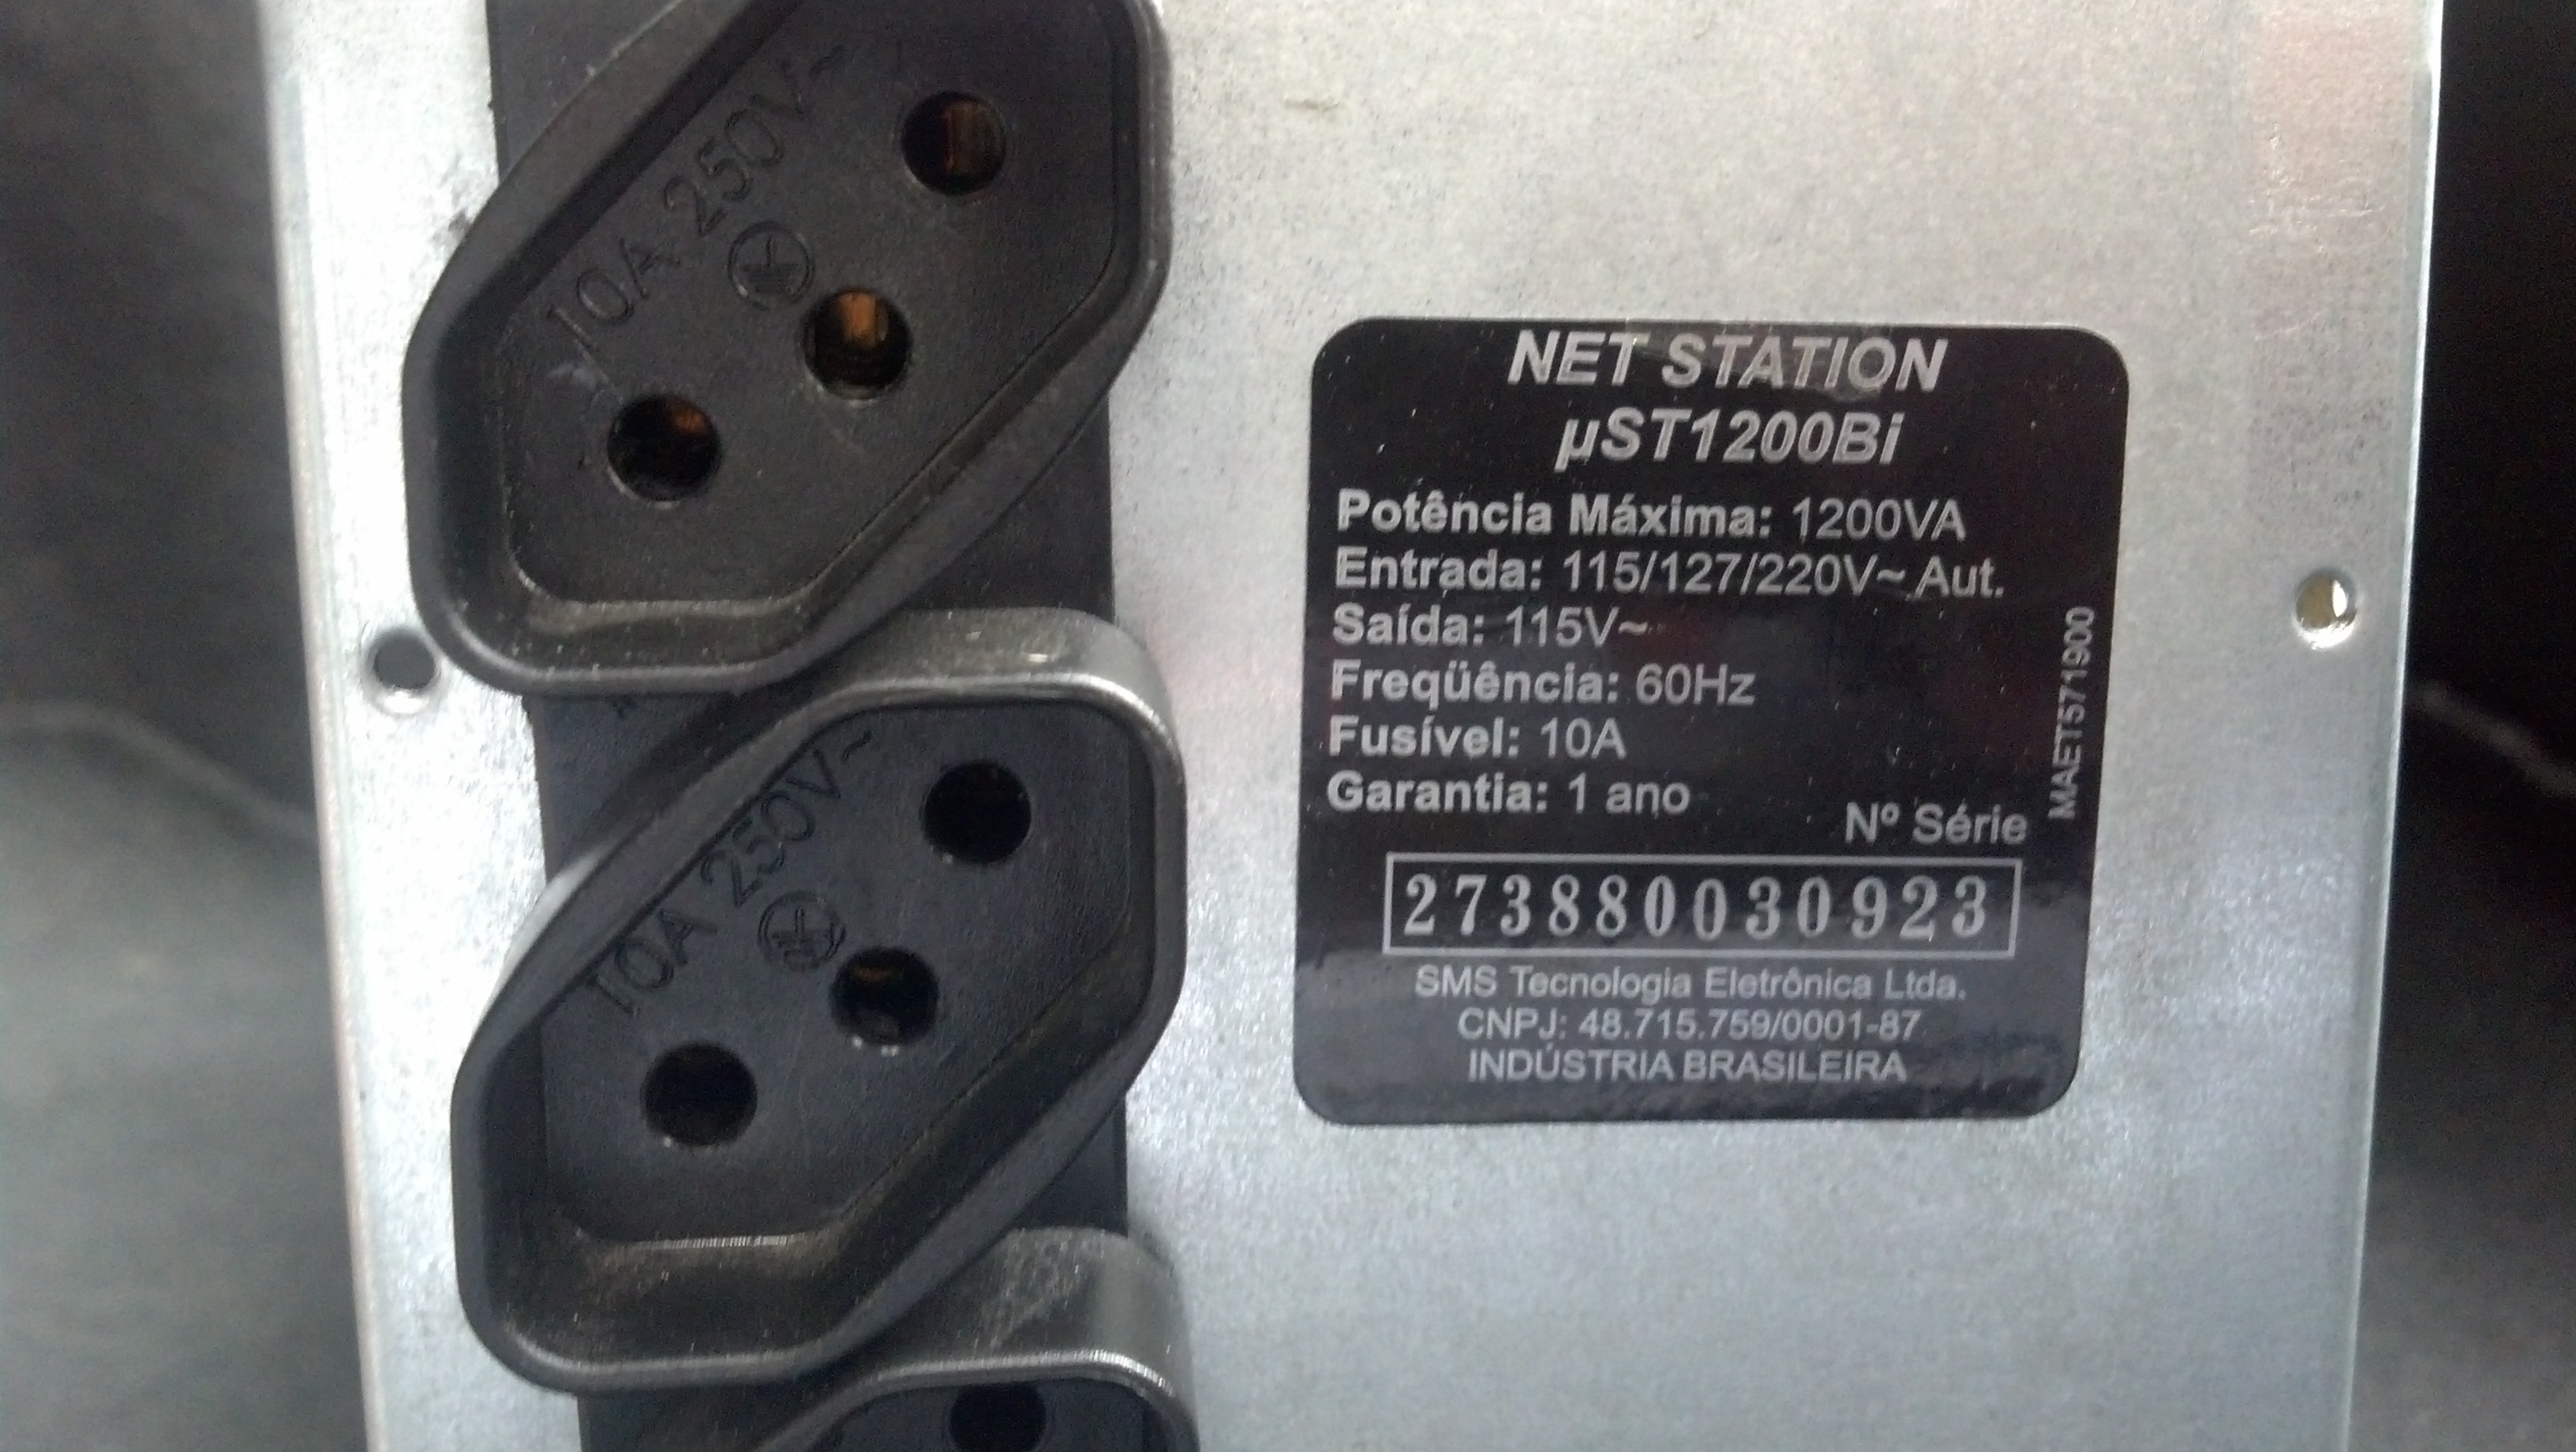 10A 250V~
10A 250V~
NET STATION
µST1200Bi
Potência Máxima: 1200VA
Entrada: 115/127/220V~ Aut.
Saída: 115V~
Freqüência: 60Hz
Fusível: 10A
Garantia: 1 ano
Nº Série
273880030923
SMS Tecnologia Eletrônica Ltda.
CNPJ: 48.715.759/0001-87
INDÚSTRIA BRASILEIRA
MAET571900